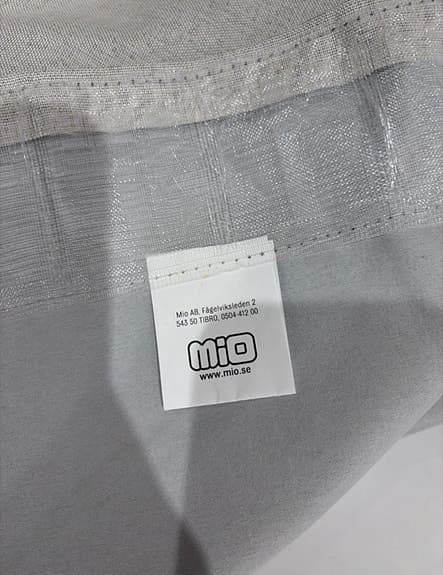 Mio AB, Fågelviksleden 2
543 50 TIBRO, 0504-412 00
miO
www.mio.se